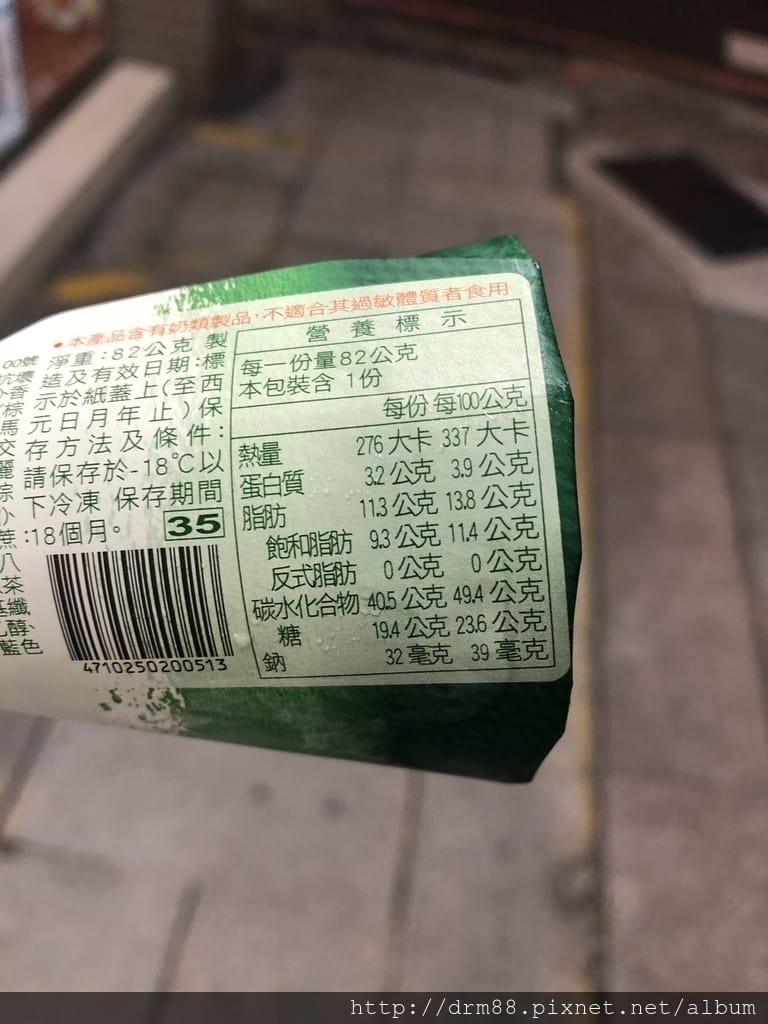 ●本產品含有奶類製品,不適合其過敏體質者食用
淨重:82公克 製
造及有效日期:標
示於紙蓋上(至西
元日月年止)保
存方法及條件:
請保存於-18℃以
下冷凍 保存期間
:18個月。 35
4710250200513
營養標示
每一份量82公克
本包裝含 1份
每份 每100公克
熱量 276 大卡 337 大卡
蛋白質 3.2 公克 3.9 公克
脂肪 11.3 公克 13.8 公克
飽和脂肪 9.3 公克 11.4 公克
反式脂肪 0 公克 0 公克
碳水化合物 40.5 公克 49.4 公克
糖 19.4 公克 23.6 公克
鈉 32 毫克 39 毫克
http://drm88.pixnet.net/album